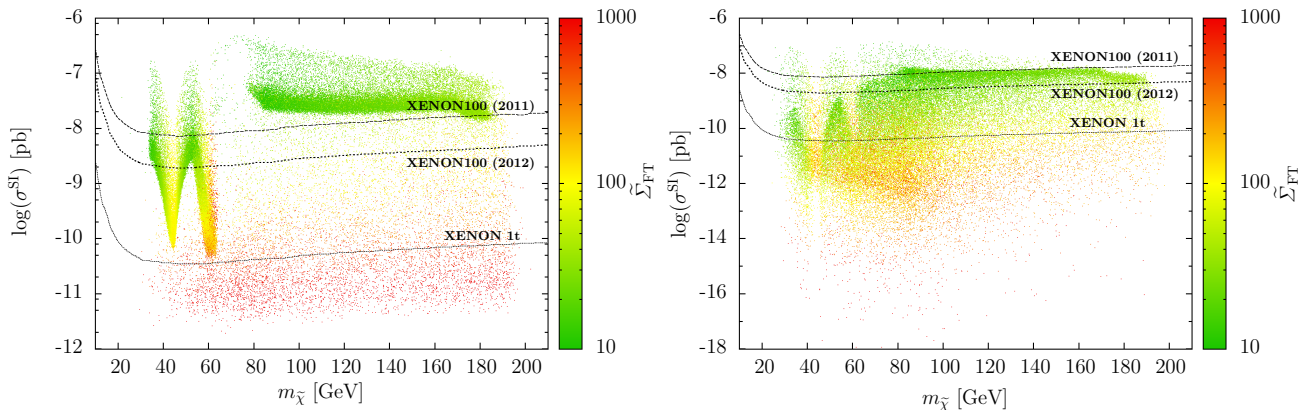 -6
-7
-8
-9
-10
-11
-12
log(σ^SI) [pb]
XENON100 (2011)
XENON100 (2012)
XENON 1t
20 40 60 80 100 120 140 160 180 200
m_χ̃ [GeV]
1000
100
10
Σ̃_FT
-6
-8
-10
-12
-14
-16
-18
log(σ^SI) [pb]
XENON100 (2011)
XENON100 (2012)
XENON 1t
20 40 60 80 100 120 140 160 180 200
m_χ̃ [GeV]
1000
100
10
Σ̃_FT